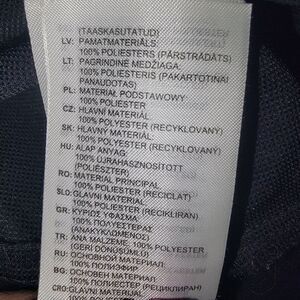 (TAASKASUTATUD)
LV: PAMATMATERIĀLS:
100% POLIESTERS (PĀRSTRĀDĀTS)
LT: PAGRINDINĖ MEDŽIAGA:
100% POLIESTERIS (PAKARTOTINAI
PANAUDOTAS)
PL: MATERIAŁ PODSTAWOWY:
100% POLIESTER
CZ: HLAVNÍ MATERIÁL:
100% POLYESTER (RECYKLOVANÝ)
SK: HLAVNÝ MATERIÁL:
100% POLYESTER (RECYKLOVANÝ)
HU: ALAP ANYAG:
100% ÚJRAHASZNOSÍTOTT
(POLIÉSZTER)
RO: MATERIAL PRINCIPAL:
100% POLIESTER (RECICLAT)
SLO: GLAVNI MATERIAL:
100% POLIESTER (RECIKLIRAN)
GR: ΚΥΡΙΩΣ ΥΦΑΣΜΑ:
100% ΠΟΛΥΕΣΤΕΡΑΣ
(ΑΝΑΚΥΚΛΩΜΕΝΟΣ)
TR: ANA MALZEME: 100% POLYESTER
(GERİ DÖNÜŞÜMLÜ)
RU: ОСНОВНОЙ МАТЕРИАЛ:
100% ПОЛИЭФИР
BG: ОСНОВЕН МАТЕРИАЛ:
100% ПОЛИЕСТЕР (РЕЦИКЛИРАН)
CRO: GLAVNI MATERIJAL: